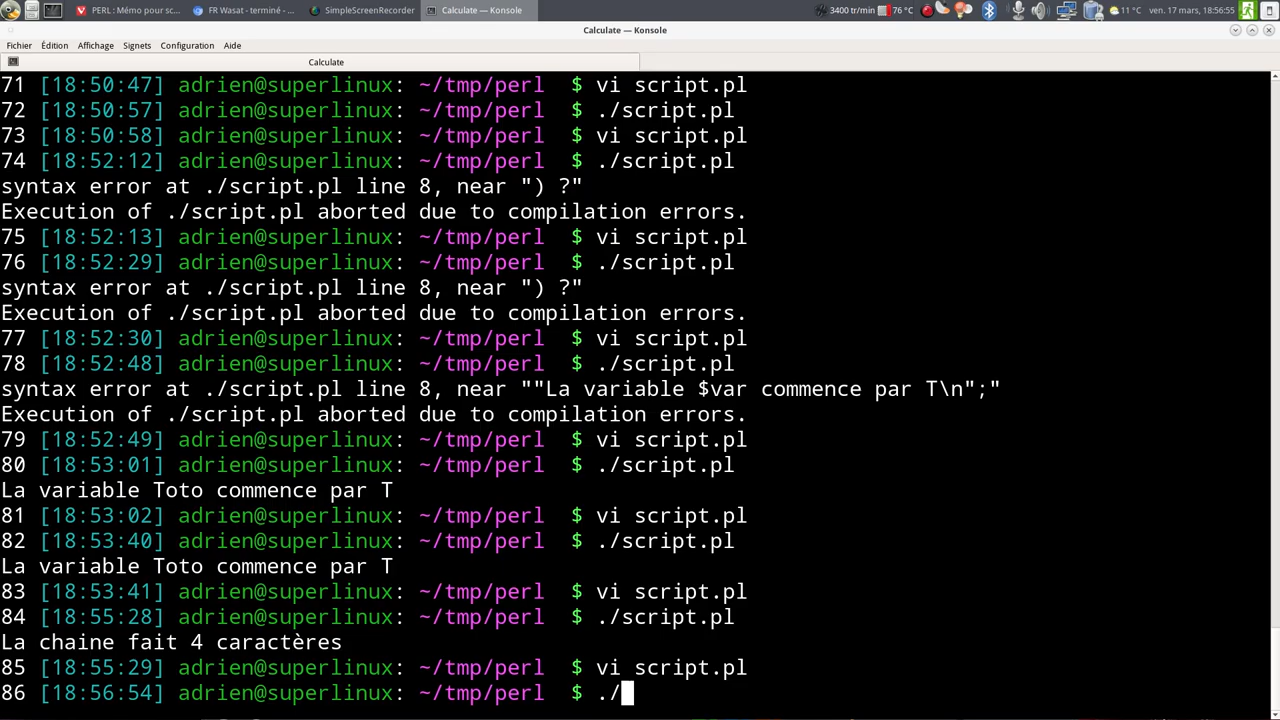 PERL : Mémo pour sc...
FR Wasat - terminé - ...
SimpleScreenRecorder
Calculate — Konsole
3400 tr/min
76 °C
11 °C
ven. 17 mars, 18:56:55
Calculate — Konsole
Fichier Édition Affichage Signets Configuration Aide
Calculate
71 [18:50:47] adrien@superlinux: ~/tmp/perl $ vi script.pl
72 [18:50:57] adrien@superlinux: ~/tmp/perl $ ./script.pl
73 [18:50:58] adrien@superlinux: ~/tmp/perl $ vi script.pl
74 [18:52:12] adrien@superlinux: ~/tmp/perl $ ./script.pl
syntax error at ./script.pl line 8, near ") ?"
Execution of ./script.pl aborted due to compilation errors.
75 [18:52:13] adrien@superlinux: ~/tmp/perl $ vi script.pl
76 [18:52:29] adrien@superlinux: ~/tmp/perl $ ./script.pl
syntax error at ./script.pl line 8, near ") ?"
Execution of ./script.pl aborted due to compilation errors.
77 [18:52:30] adrien@superlinux: ~/tmp/perl $ vi script.pl
78 [18:52:48] adrien@superlinux: ~/tmp/perl $ ./script.pl
syntax error at ./script.pl line 8, near ""La variable $var commence par T\n";"
Execution of ./script.pl aborted due to compilation errors.
79 [18:52:49] adrien@superlinux: ~/tmp/perl $ vi script.pl
80 [18:53:01] adrien@superlinux: ~/tmp/perl $ ./script.pl
La variable Toto commence par T
81 [18:53:02] adrien@superlinux: ~/tmp/perl $ vi script.pl
82 [18:53:40] adrien@superlinux: ~/tmp/perl $ ./script.pl
La variable Toto commence par T
83 [18:53:41] adrien@superlinux: ~/tmp/perl $ vi script.pl
84 [18:55:28] adrien@superlinux: ~/tmp/perl $ ./script.pl
La chaine fait 4 caractères
85 [18:55:29] adrien@superlinux: ~/tmp/perl $ vi script.pl
86 [18:56:54] adrien@superlinux: ~/tmp/perl $ ./